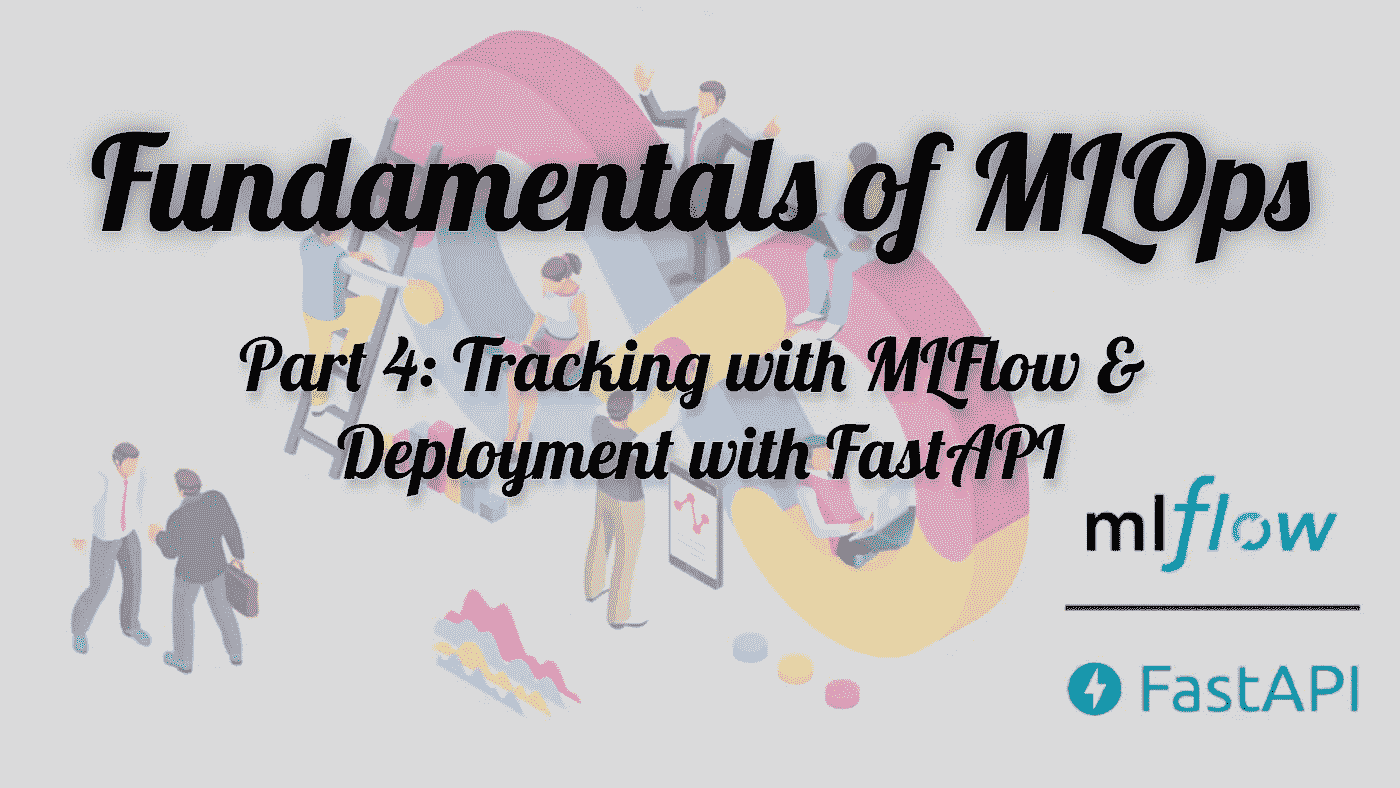 Fundamentals of MLOps
Part 4: Tracking with MLFlow &
Deployment with FastAPI
mlflow
FastAPI